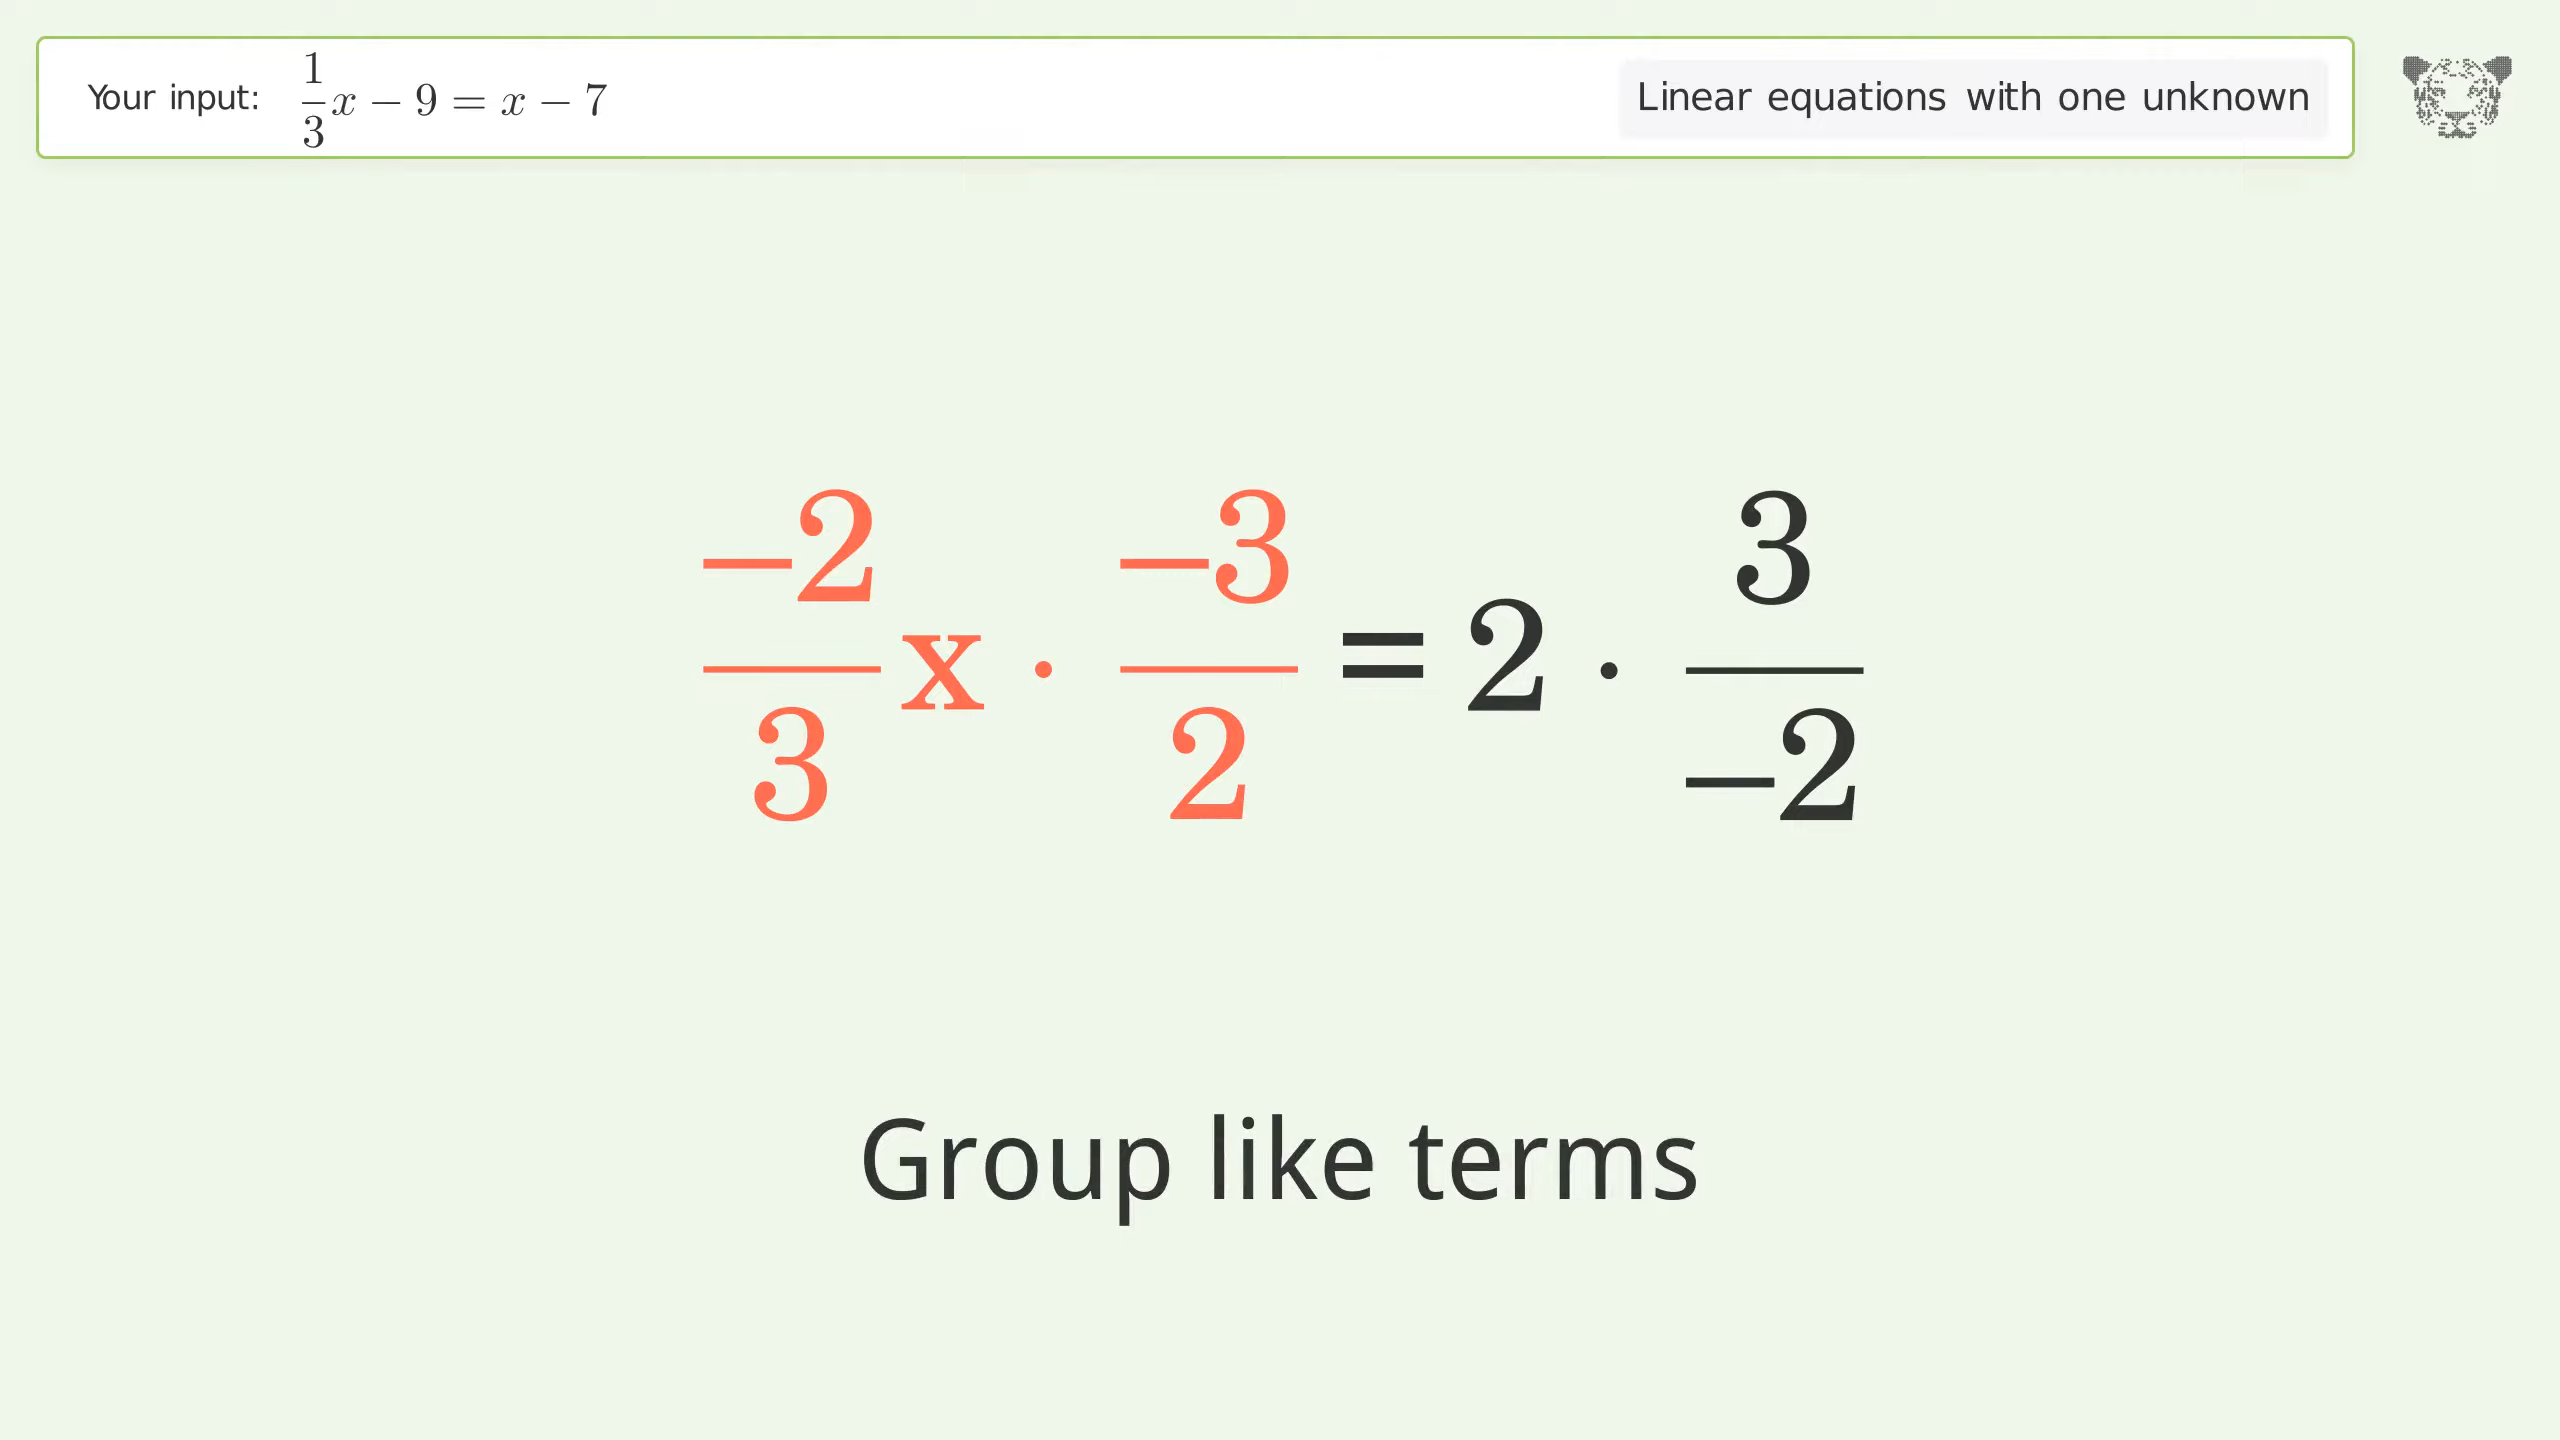 Your input: 1/3 x − 9 = x − 7
Linear equations with one unknown
−2/3 x · −3/2 = 2 · 3/−2
Group like terms